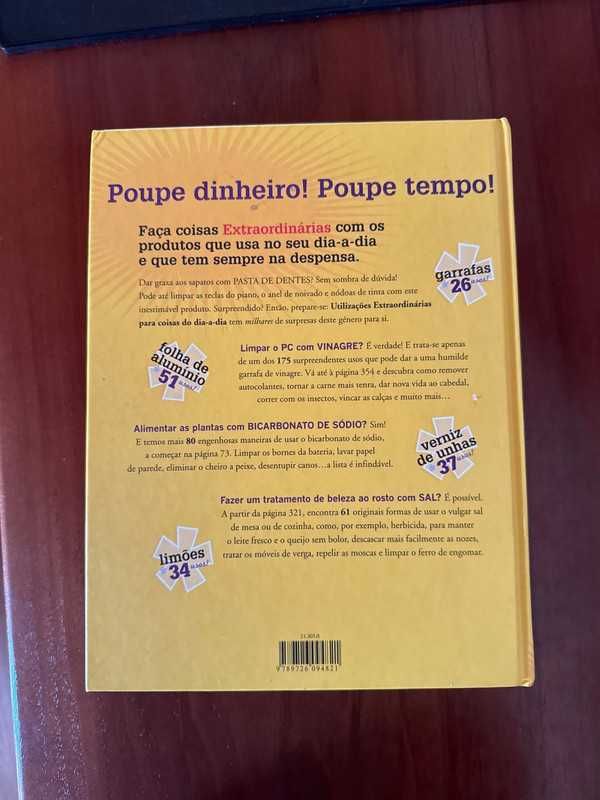 Poupe dinheiro! Poupe tempo!
Faça coisas Extraordinárias com os
produtos que usa no seu dia-a-dia
e que tem sempre na despensa.
garrafas
26 usos!
Dar graxa aos sapatos com PASTA DE DENTES? Sem sombra de dúvida!
Pode até limpar as teclas do piano, o anel de noivado e nódoas de tinta com este
inestimável produto. Surpreendido? Então, prepare-se: Utilizações Extraordinárias
para coisas do dia-a-dia tem milhares de surpresas deste género para si.
folha de
alumínio
51 usos!
Limpar o PC com VINAGRE? É verdade! E trata-se apenas
de um dos 175 surpreendentes usos que pode dar a uma humilde
garrafa de vinagre. Vá até à página 354 e descubra como remover
autocolantes, tornar a carne mais tenra, dar nova vida ao cabedal,
correr com os insectos, vincar as calças e muito mais...
Alimentar as plantas com BICARBONATO DE SÓDIO? Sim!
E temos mais 80 engenhosas maneiras de usar o bicarbonato de sódio,
a começar na página 73. Limpar os bornes da bateria, lavar papel
de parede, eliminar o cheiro a peixe, desentupir canos...a lista é infindável.
verniz
de unhas
37 usos!
Fazer um tratamento de beleza ao rosto com SAL? É possível.
A partir da página 321, encontra 61 originais formas de usar o vulgar sal
de mesa ou de cozinha, como, por exemplo, herbicida, para manter
o leite fresco e o queijo sem bolor, descascar mais facilmente as nozes,
tratar os móveis de verga, repelir as moscas e limpar o ferro de engomar.
limões
34 usos!
9789726094821